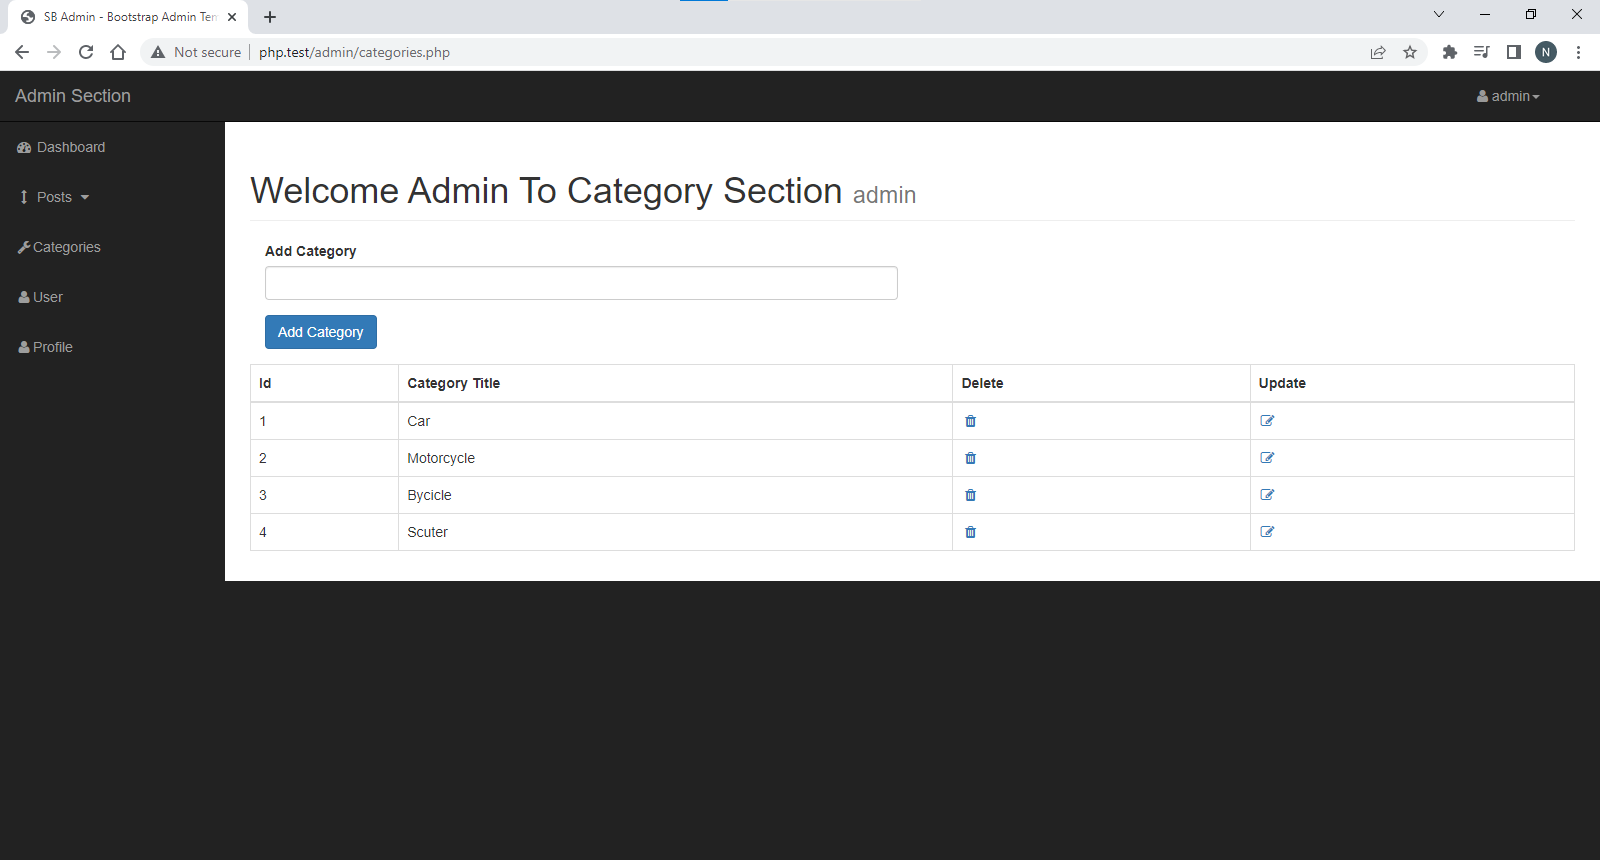 SB Admin - Bootstrap Admin Tem
Not secure php.test/admin/categories.php
N
Admin Section
admin
Dashboard
Posts
Categories
User
Profile
Welcome Admin To Category Section admin
Add Category
Add Category
Id Category Title Delete Update
1 Car
2 Motorcycle
3 Bycicle
4 Scuter